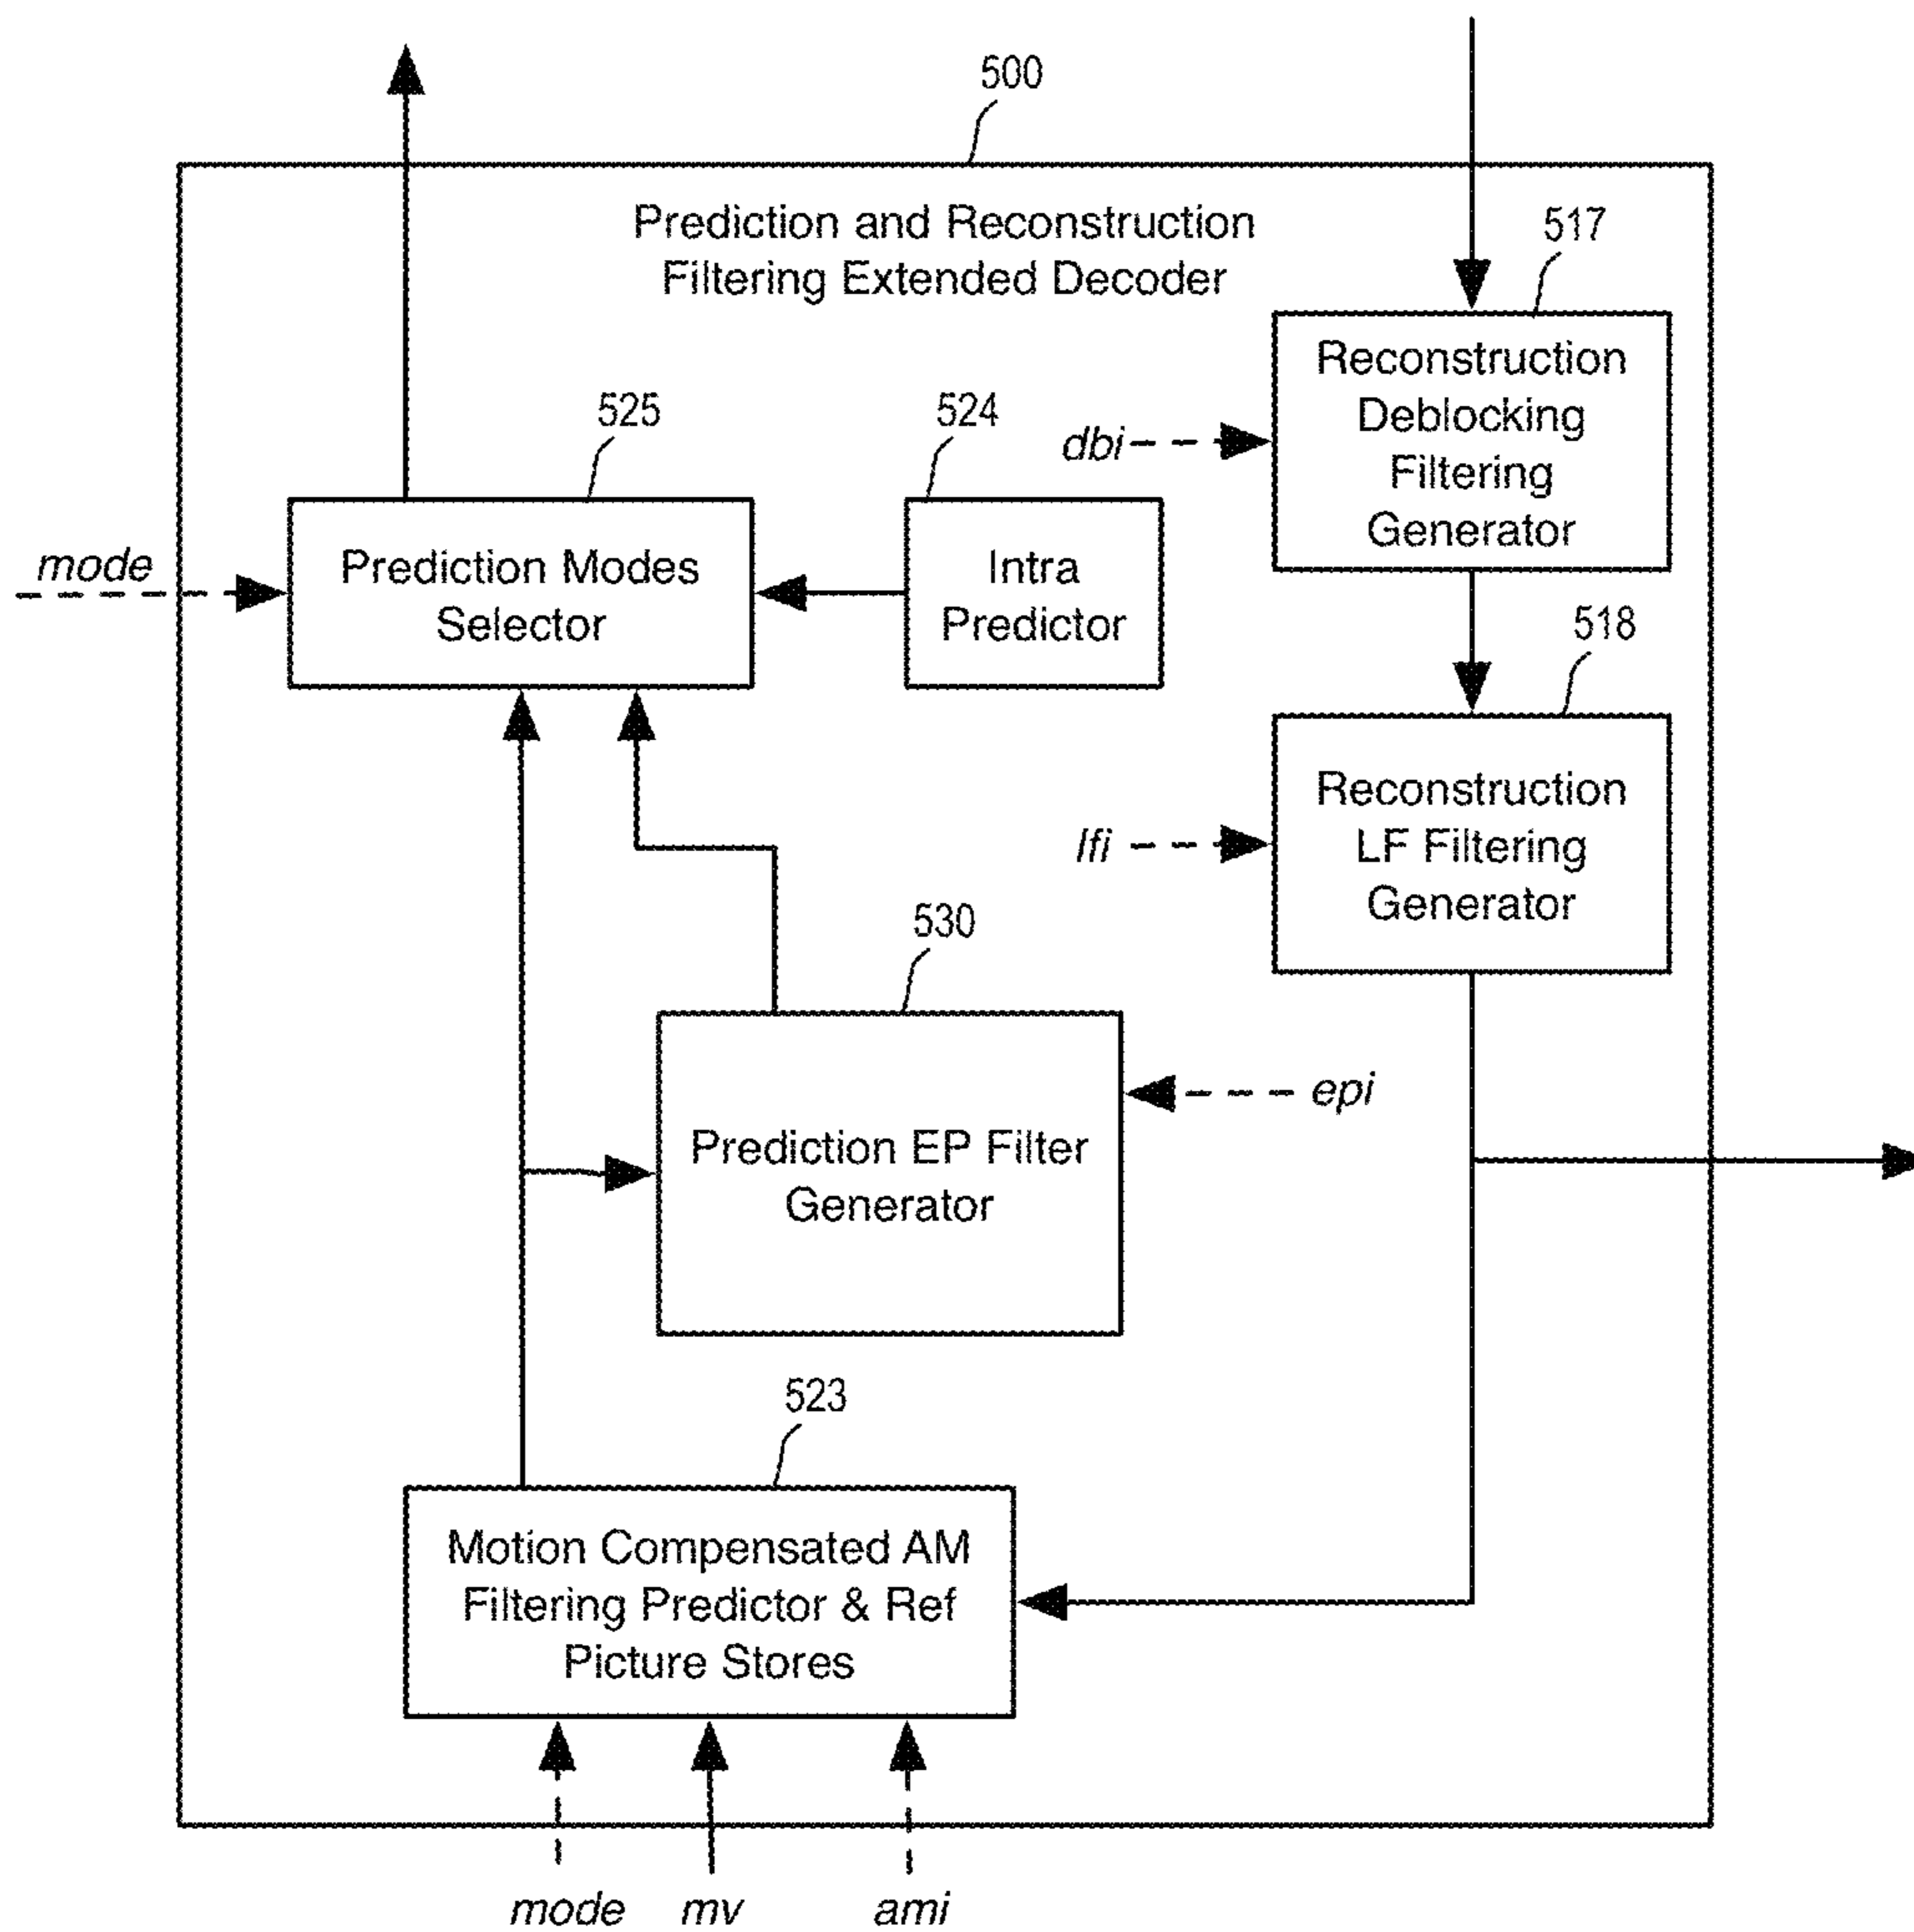 500
Prediction and Reconstruction
Filtering Extended Decoder
517
Reconstruction
Deblocking
Filtering
Generator
dbi
525
524
mode
Prediction Modes
Selector
Intra
Predictor
518
Reconstruction
LF Filtering
Generator
lfi
530
Prediction EP Filter
Generator
epi
523
Motion Compensated AM
Filtering Predictor & Ref
Picture Stores
mode
mv
ami